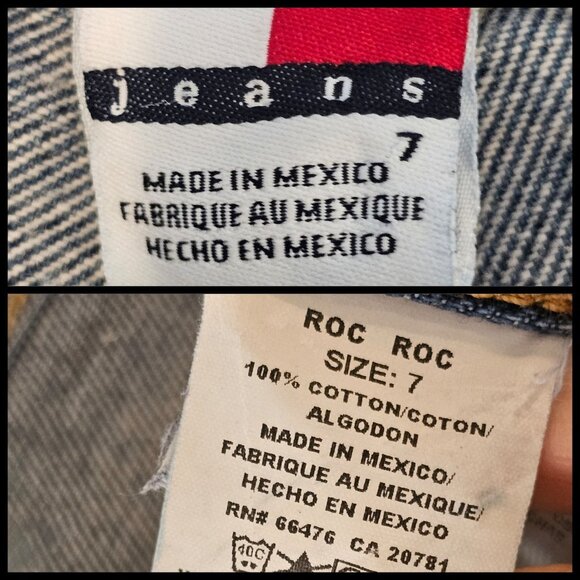 jeans
7
MADE IN MEXICO
FABRIQUE AU MEXIQUE
HECHO EN MEXICO
ROC ROC
SIZE: 7
100% COTTON/COTON/
ALGODON
MADE IN MEXICO/
FABRIQUE AU MEXIQUE/
HECHO EN MEXICO
RN# 66476 CA 20781
40C